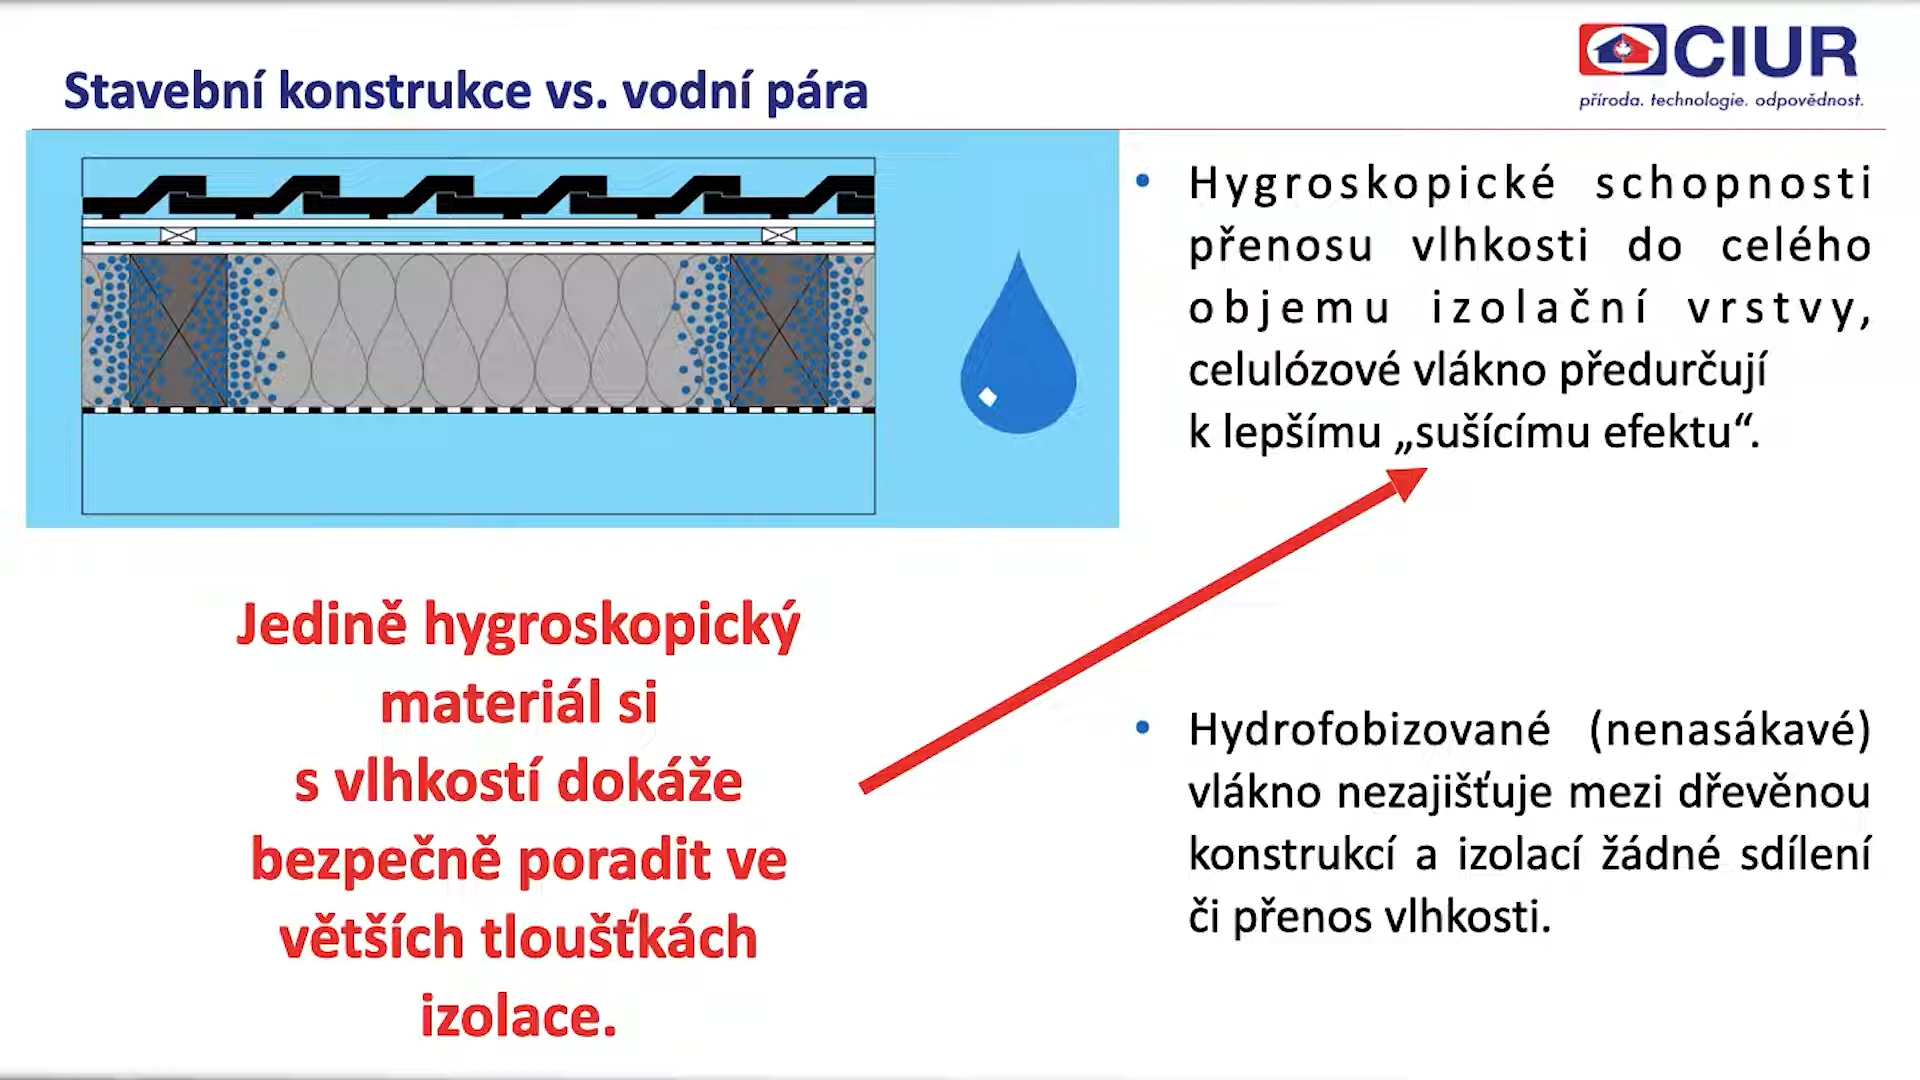 CIUR
příroda. technologie. odpovědnost.
Stavební konstrukce vs. vodní pára
• Hygroskopické schopnosti
přenosu vlhkosti do celého
objemu izolační vrstvy,
celulózové vlákno předurčují
k lepšímu „sušícímu efektu“.
Jedině hygroskopický
materiál si
s vlhkostí dokáže
bezpečně poradit ve
větších tloušťkách
izolace.
• Hydrofobizované (nenasákavé)
vlákno nezajišťuje mezi dřevěnou
konstrukcí a izolací žádné sdílení
či přenos vlhkosti.